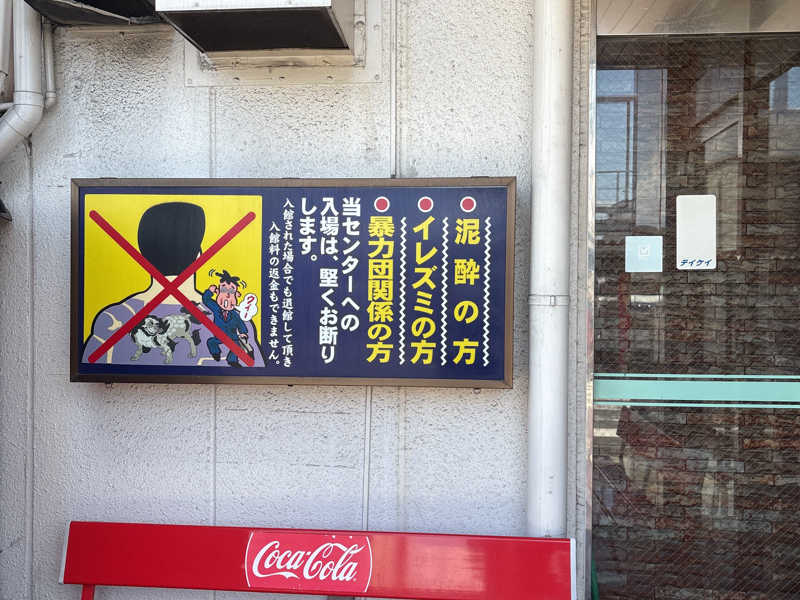 泥酔の方
イレズミの方
暴力団関係の方
当センターへの
入場は、堅くお断り
します。
入館された場合でも退館して頂き
入館料の返金もできません。
??
テイケイ
Coca-Cola